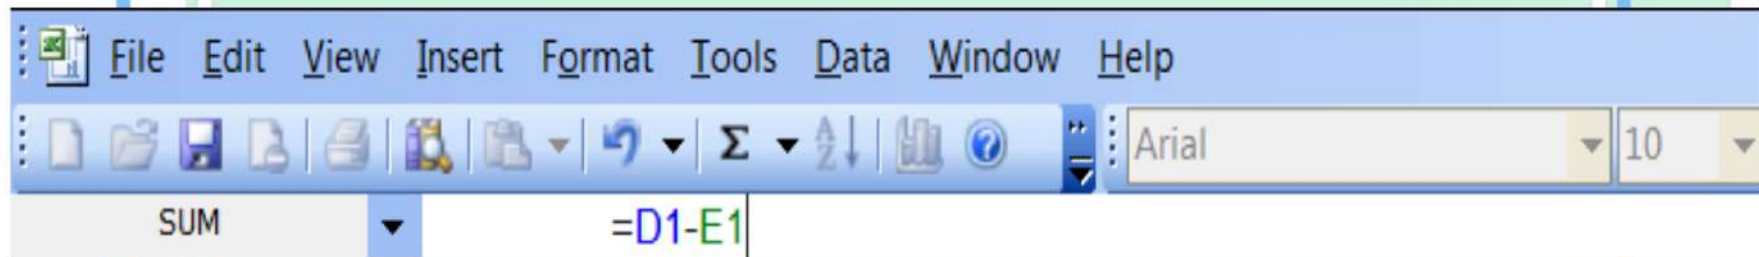 File Edit View Insert Format Tools Data Window Help
Σ A Z Arial 10
SUM =D1-E1